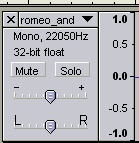 × romeo_and ▼ 1.0
Mono, 22050Hz
32-bit float 0.5
Mute Solo
0.0
- +
L R -0.5
-1.0